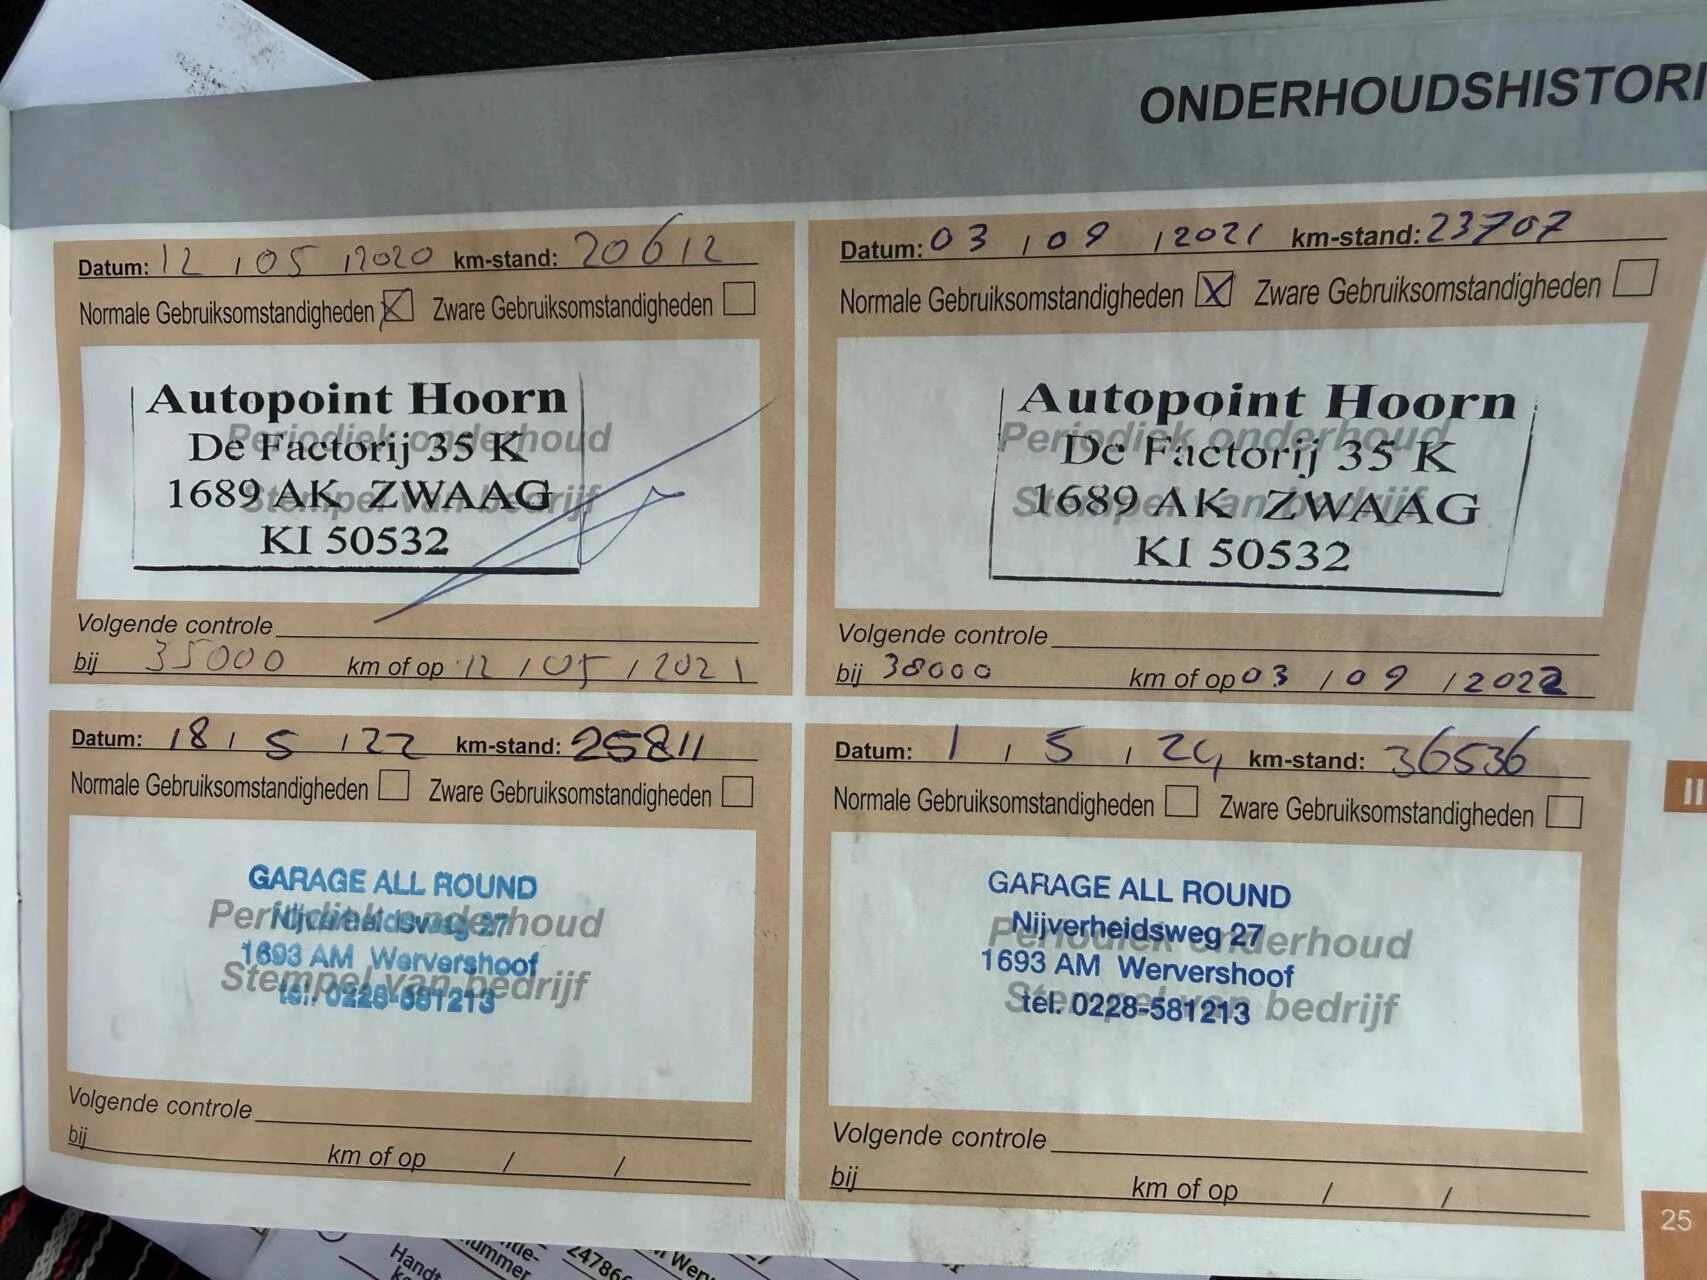 ONDERHOUDSHISTORI
Datum: 12 / 05 / 2020 km-stand: 20612
Normale Gebruiksomstandigheden X Zware Gebruiksomstandigheden
Periodiek onderhoud
Stempel van bedrijf
Autopoint Hoorn
De Factorij 35 K
1689 AK ZWAAG
KI 50532
Volgende controle
bij 35000 km of op 12 / 05 / 2021
Datum: 03 / 09 / 2021 km-stand: 23707
Normale Gebruiksomstandigheden X Zware Gebruiksomstandigheden
Periodiek onderhoud
Stempel van bedrijf
Autopoint Hoorn
De Factorij 35 K
1689 AK ZWAAG
KI 50532
Volgende controle
bij 38000 km of op 03 / 09 / 2022
Datum: 18 / 5 / 22 km-stand: 25811
Normale Gebruiksomstandigheden Zware Gebruiksomstandigheden
Periodiek onderhoud
Stempel van bedrijf
GARAGE ALL ROUND
Nijverheidsweg 27
1693 AM Wervershoof
tel. 0228-581213
Volgende controle
bij km of op / /
Datum: 1 / 5 / 24 km-stand: 36536
Normale Gebruiksomstandigheden Zware Gebruiksomstandigheden
Periodiek onderhoud
Stempel van bedrijf
GARAGE ALL ROUND
Nijverheidsweg 27
1693 AM Wervershoof
tel. 0228-581213
Volgende controle
bij km of op / /
II
25
Handt
ummer
24786